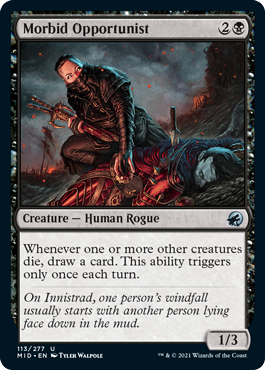 Morbid Opportunist 2
Creature — Human Rogue
Whenever one or more other creatures
die, draw a card. This ability triggers
only once each turn.
On Innistrad, one person's windfall
usually starts with another person lying
face down in the mud.
1/3
113/277 U
MID • EN TYLER WALPOLE
™ & © 2021 Wizards of the Coast